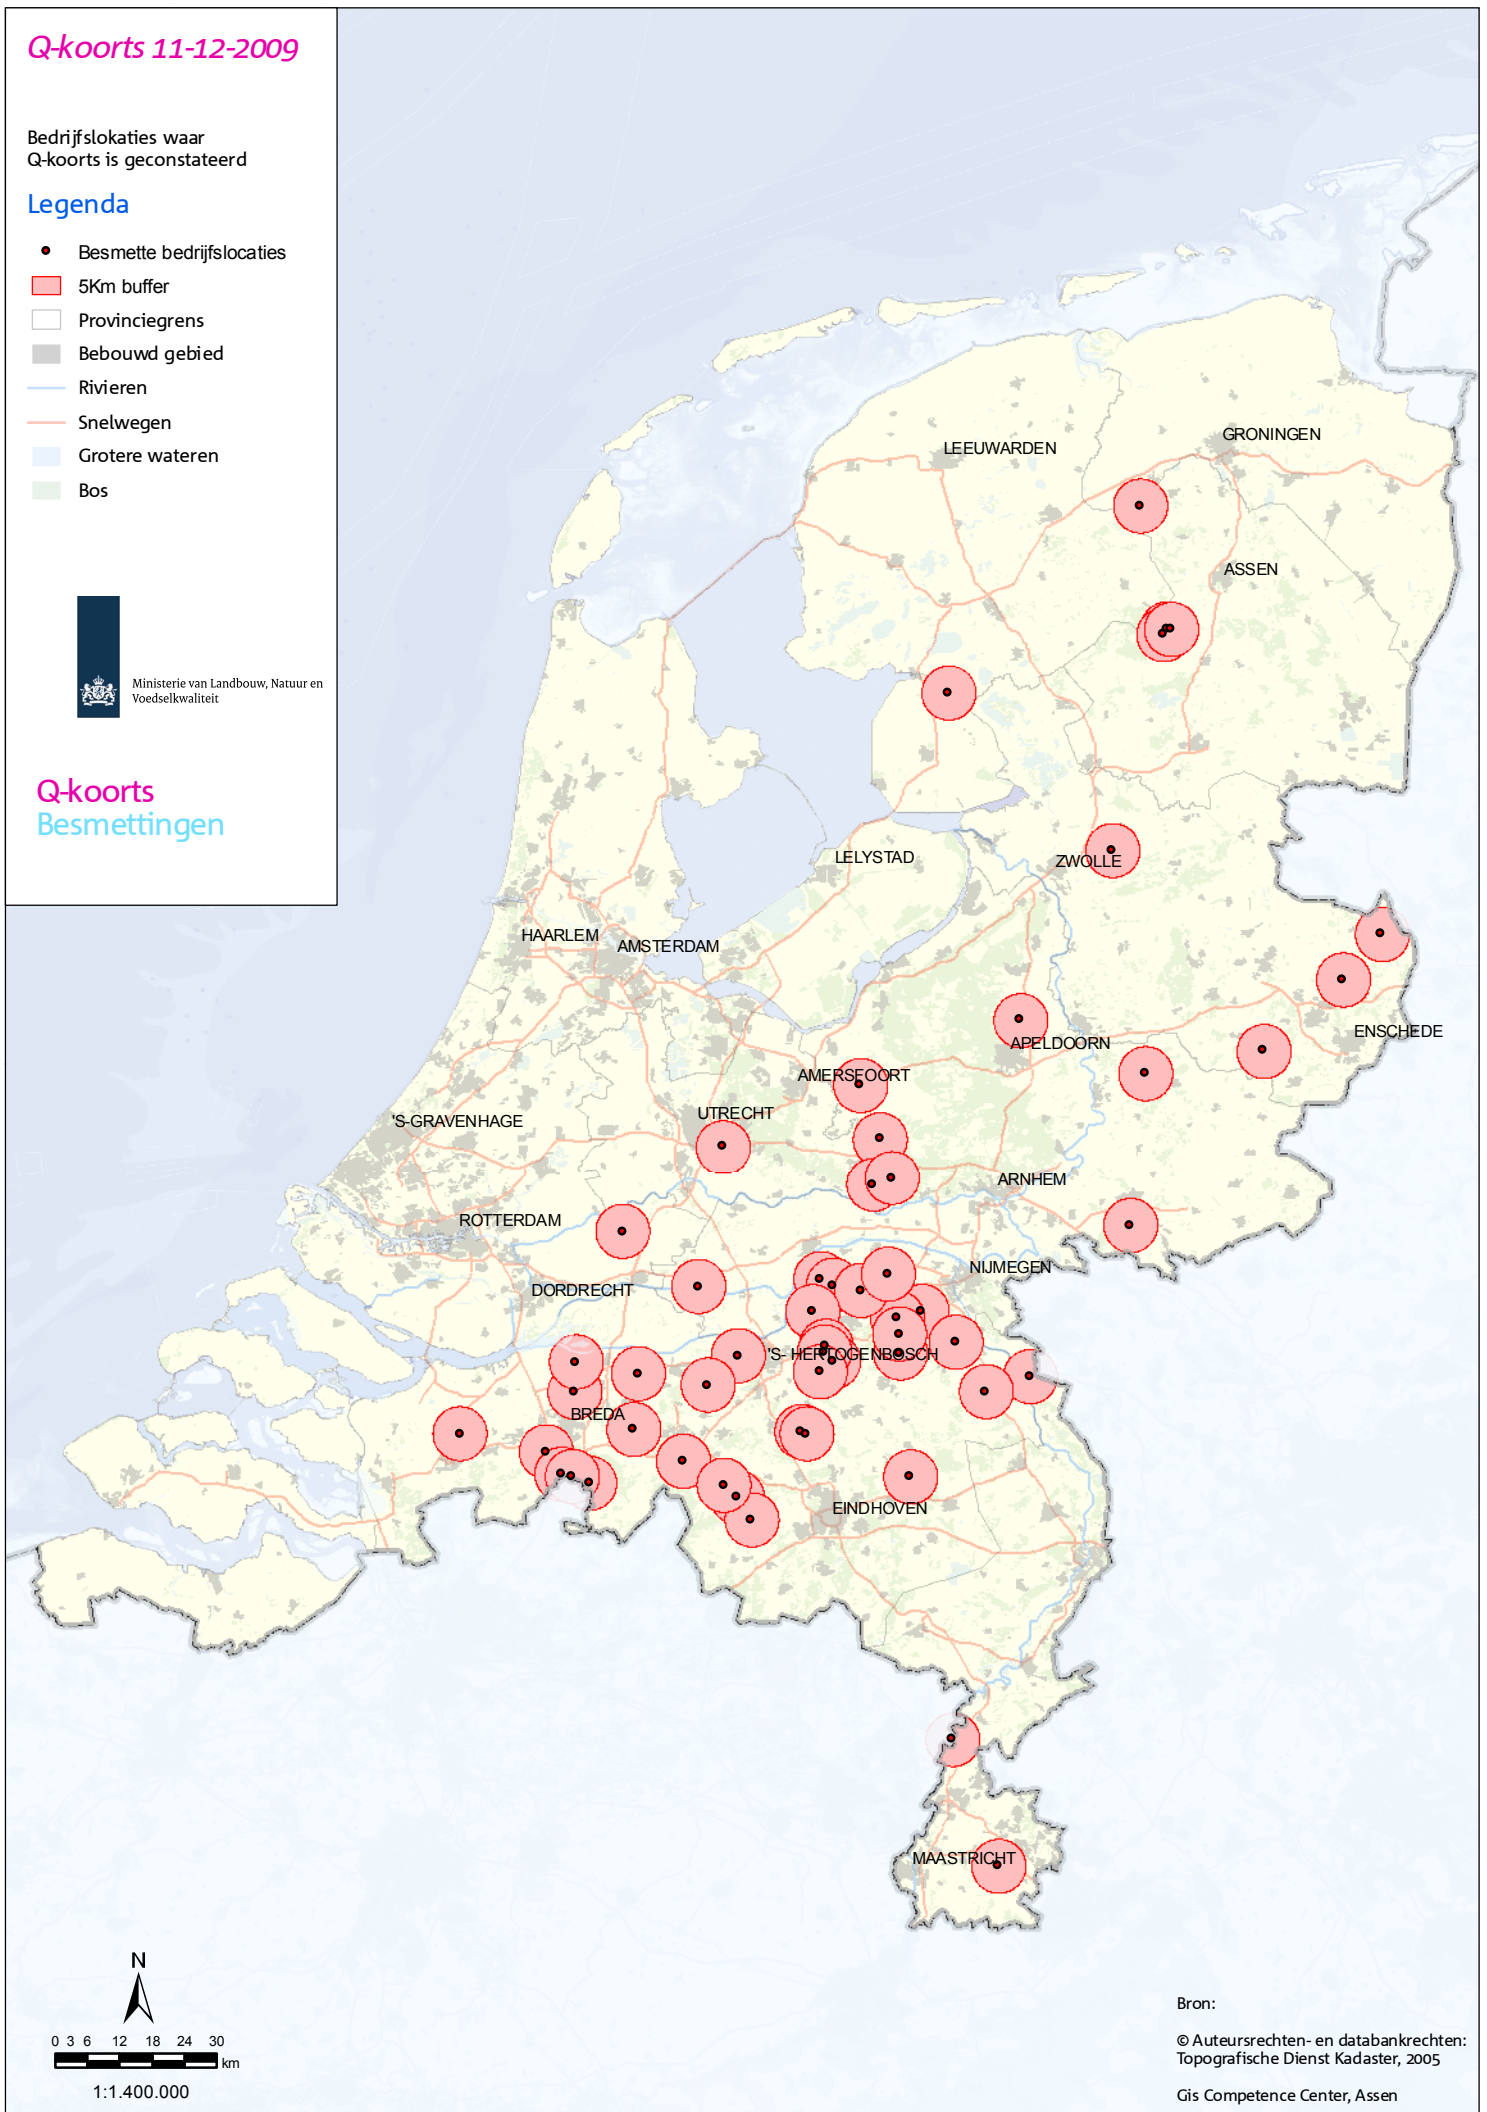 Q-koorts 11-12-2009
Bedrijfslokaties waar
Q-koorts is geconstateerd
Legenda
Besmette bedrijfslocaties
5Km buffer
Provinciegrens
Bebouwd gebied
Rivieren
Snelwegen
Grotere wateren
Bos
Ministerie van Landbouw, Natuur en
Voedselkwaliteit
Q-koorts
Besmettingen
GRONINGEN
LEEUWARDEN
ASSEN
LELYSTAD
ZWOLLE
HAARLEM
AMSTERDAM
ENSCHEDE
APELDOORN
AMERSFOORT
UTRECHT
'S-GRAVENHAGE
ARNHEM
ROTTERDAM
NIJMEGEN
DORDRECHT
'S- HERTOGENBOSCH
BREDA
EINDHOVEN
MAASTRICHT
N
0 3 6 12 18 24 30
km
1:1.400.000
Bron:
© Auteursrechten- en databankrechten:
Topografische Dienst Kadaster, 2005
Gis Competence Center, Assen